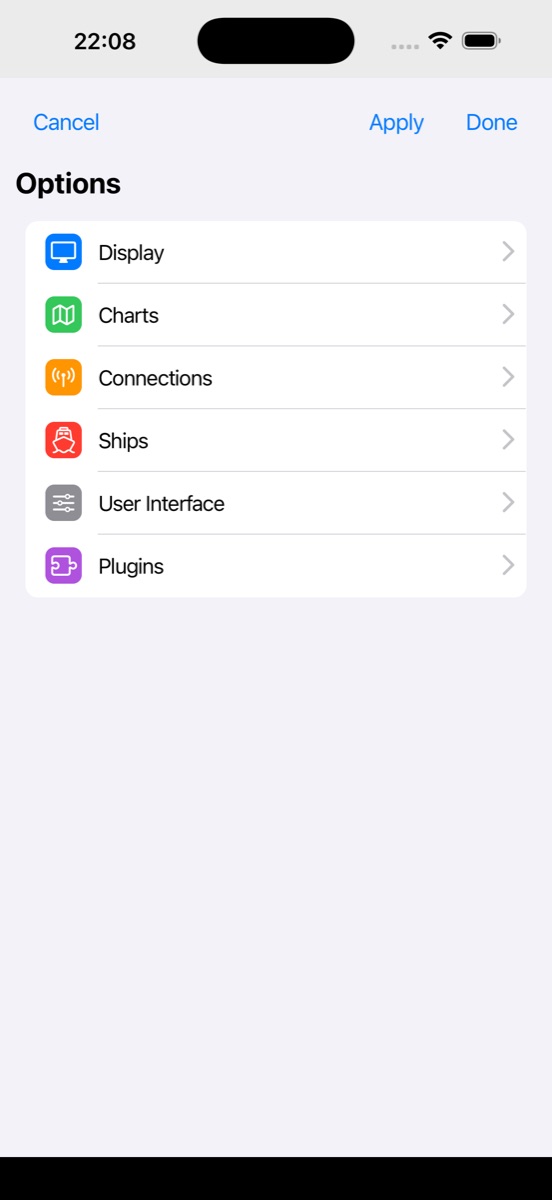 22:08
Cancel Apply Done
Options
Display
Charts
Connections
Ships
User Interface
Plugins